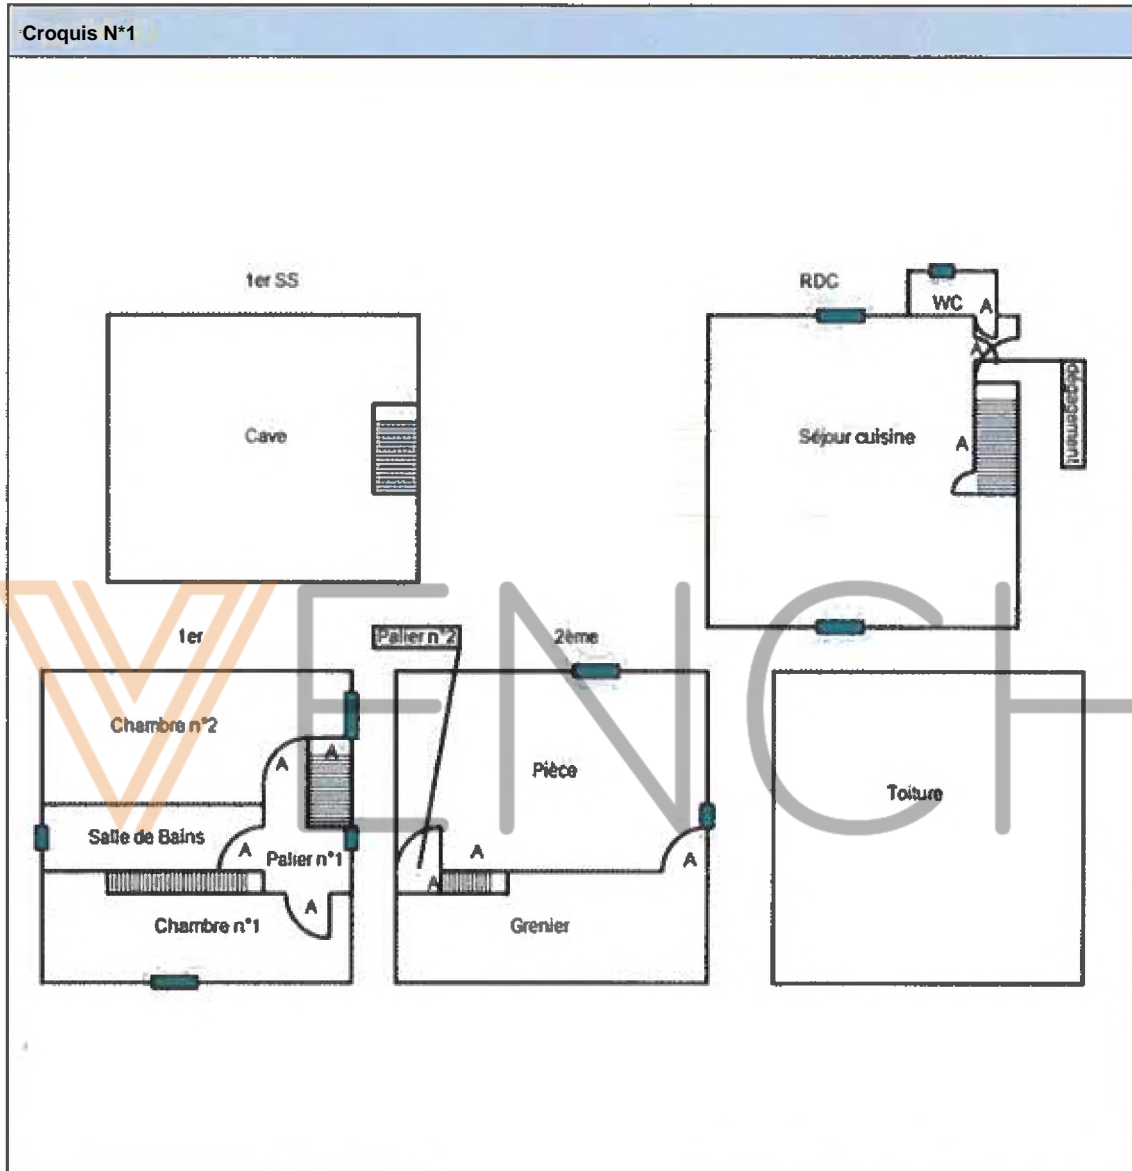 Croquis N*1
1er SS
Cave
RDC
WC
A
A
A
Séjour cuisine
A
dégagement
1er
Chambre n°2
A
A
Salle de Bains
A
Palier n°1
A
Chambre n°1
Palier n°2
2ème
Pièce
A
A
A
Grenier
Toiture
VENCH